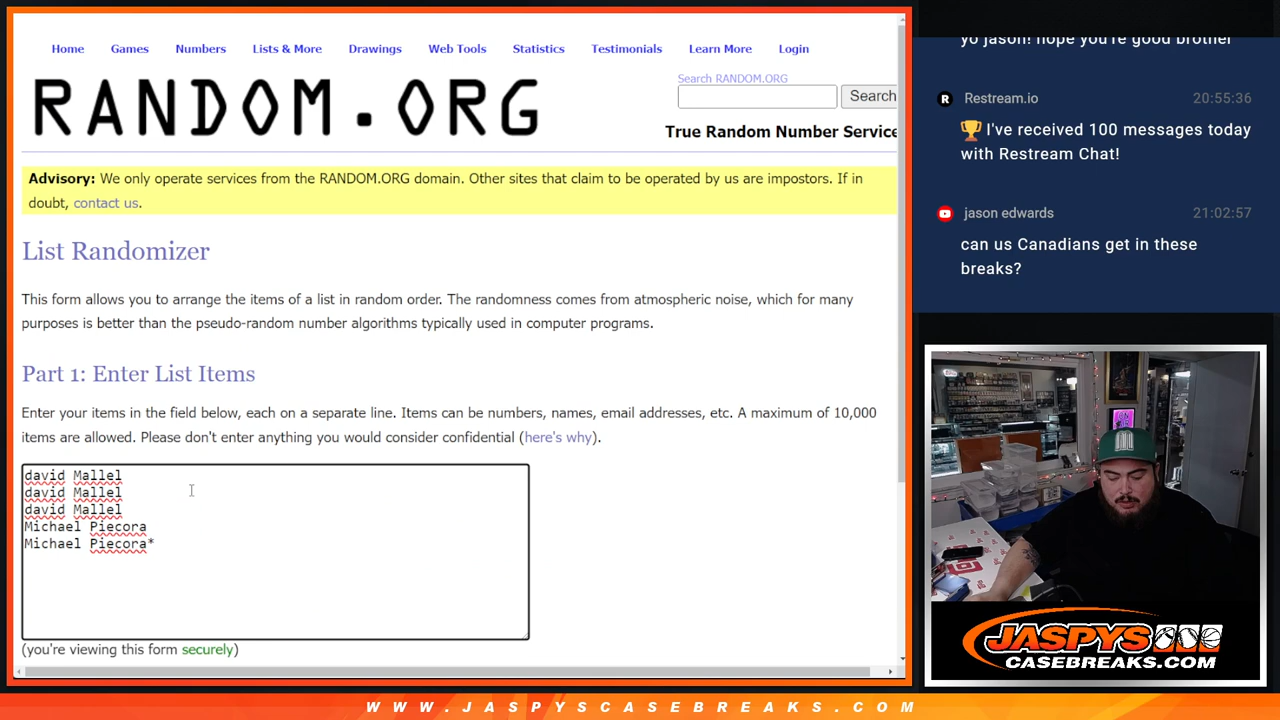 Home Games Numbers Lists & More Drawings Web Tools Statistics Testimonials Learn More Login
RANDOM.ORG
Search RANDOM.ORG
Search
True Random Number Service
Advisory: We only operate services from the RANDOM.ORG domain. Other sites that claim to be operated by us are impostors. If in
doubt, contact us.
List Randomizer
This form allows you to arrange the items of a list in random order. The randomness comes from atmospheric noise, which for many
purposes is better than the pseudo-random number algorithms typically used in computer programs.
Part 1: Enter List Items
Enter your items in the field below, each on a separate line. Items can be numbers, names, email addresses, etc. A maximum of 10,000
items are allowed. Please don't enter anything you would consider confidential (here's why).
david Mallel
david Mallel
david Mallel
Michael Piecora
Michael Piecora*
(you're viewing this form securely)
yo jason! hope you're good brother
R Restream.io 20:55:36
🏆I've received 100 messages today
with Restream Chat!
jason edwards 21:02:57
can us Canadians get in these
breaks?
JASPYS
CASEBREAKS.COM
WWW.JASPYSCASEBREAKS.COM